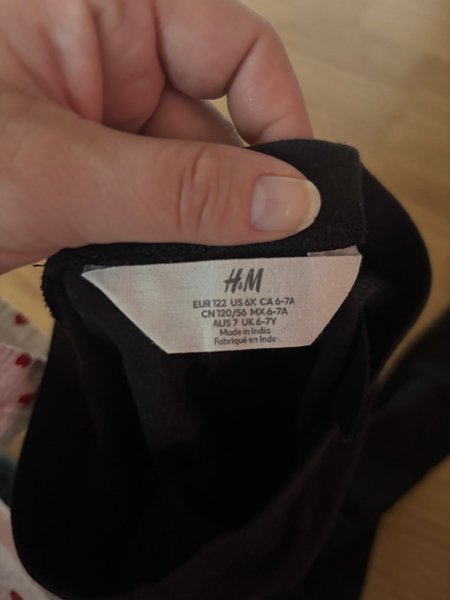 H&M
EUR 122 US 6X CA 6-7A
CN 120/56 MX 6-7A
AUS 7 UK 6-7Y
Made in India
Fabriqué en Inde